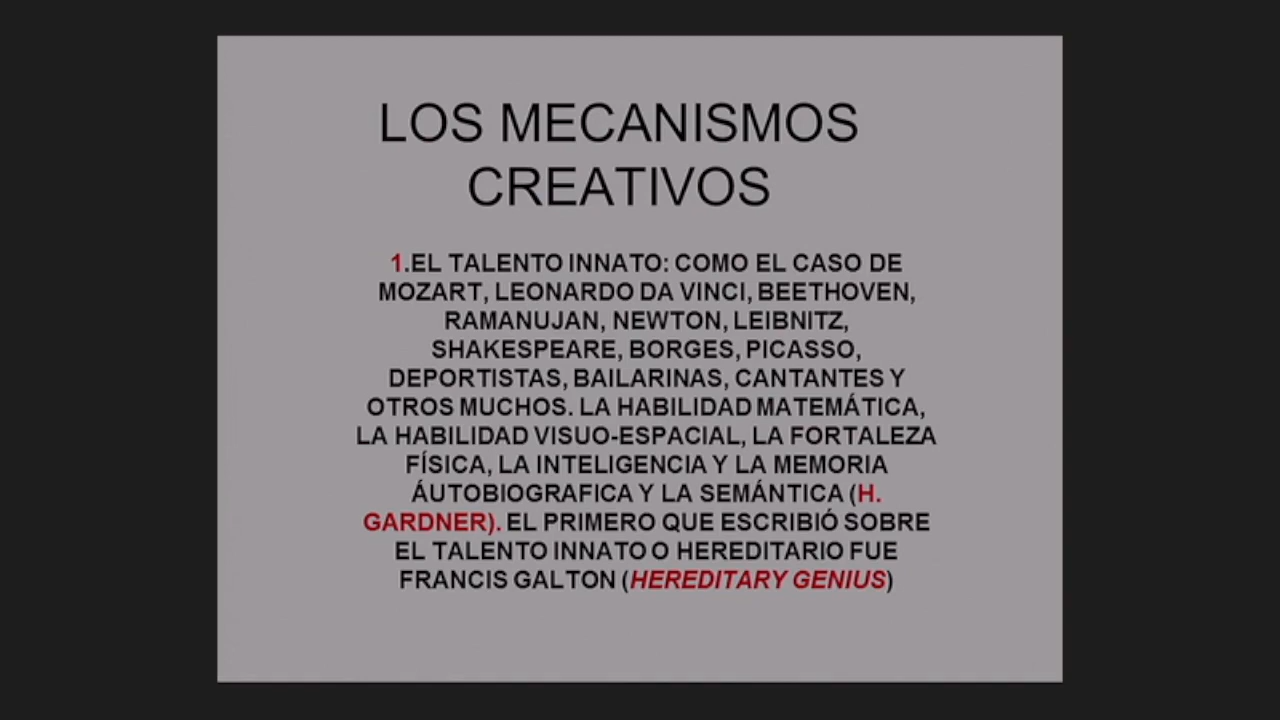 LOS MECANISMOS
CREATIVOS
1.EL TALENTO INNATO: COMO EL CASO DE
MOZART, LEONARDO DA VINCI, BEETHOVEN,
RAMANUJAN, NEWTON, LEIBNITZ,
SHAKESPEARE, BORGES, PICASSO,
DEPORTISTAS, BAILARINAS, CANTANTES Y
OTROS MUCHOS. LA HABILIDAD MATEMÁTICA,
LA HABILIDAD VISUO-ESPACIAL, LA FORTALEZA
FÍSICA, LA INTELIGENCIA Y LA MEMORIA
ÁUTOBIOGRAFICA Y LA SEMÁNTICA (H.
GARDNER). EL PRIMERO QUE ESCRIBIÓ SOBRE
EL TALENTO INNATO O HEREDITARIO FUE
FRANCIS GALTON (HEREDITARY GENIUS)